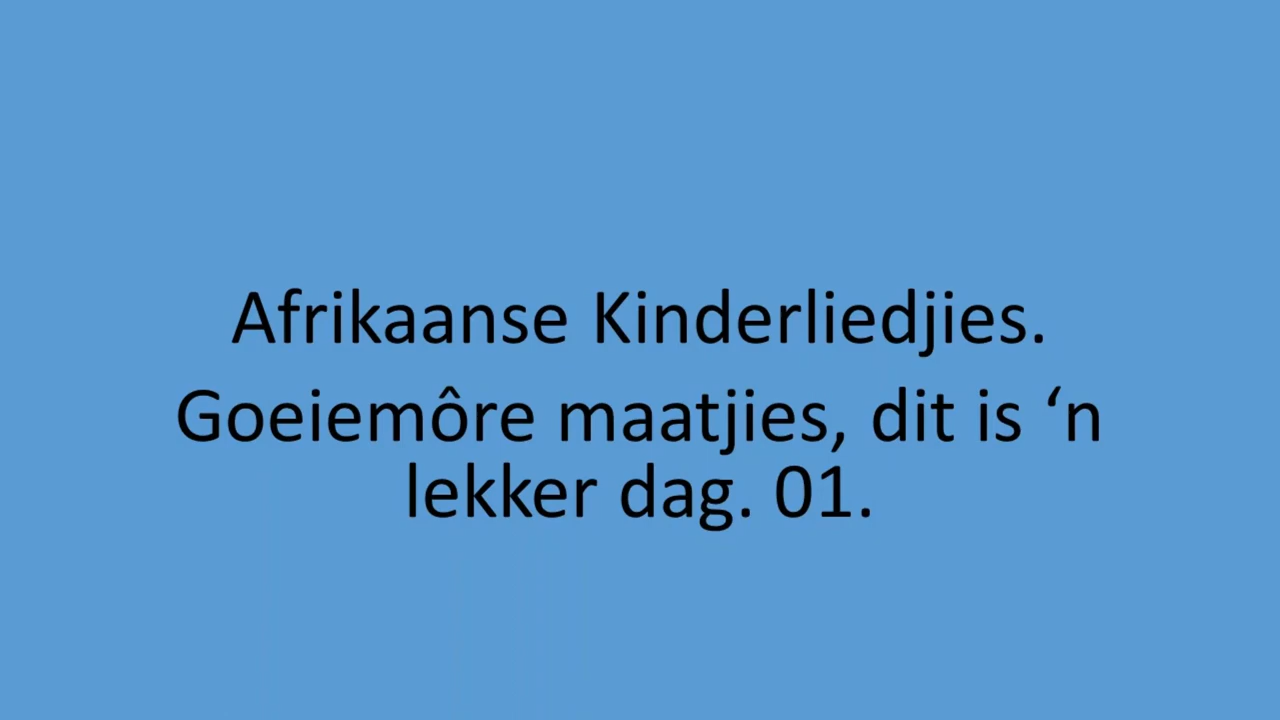 Afrikaanse Kinderliedjies.
Goeiemôre maatjies, dit is ‘n
lekker dag. 01.